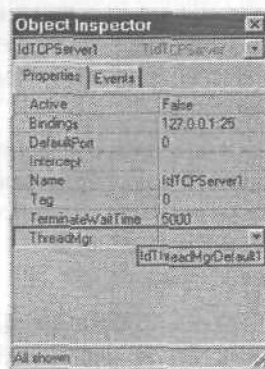 Object Inspector
IdTCPServer1 TIdTCPServer
Properties Events
Active False
Bindings 127.0.0.1:25
DefaultPort 0
Intercept
Name IdTCPServer1
Tag 0
TerminateWaitTime 5000
ThreadMgr
IdThreadMgrDefault1
All shown